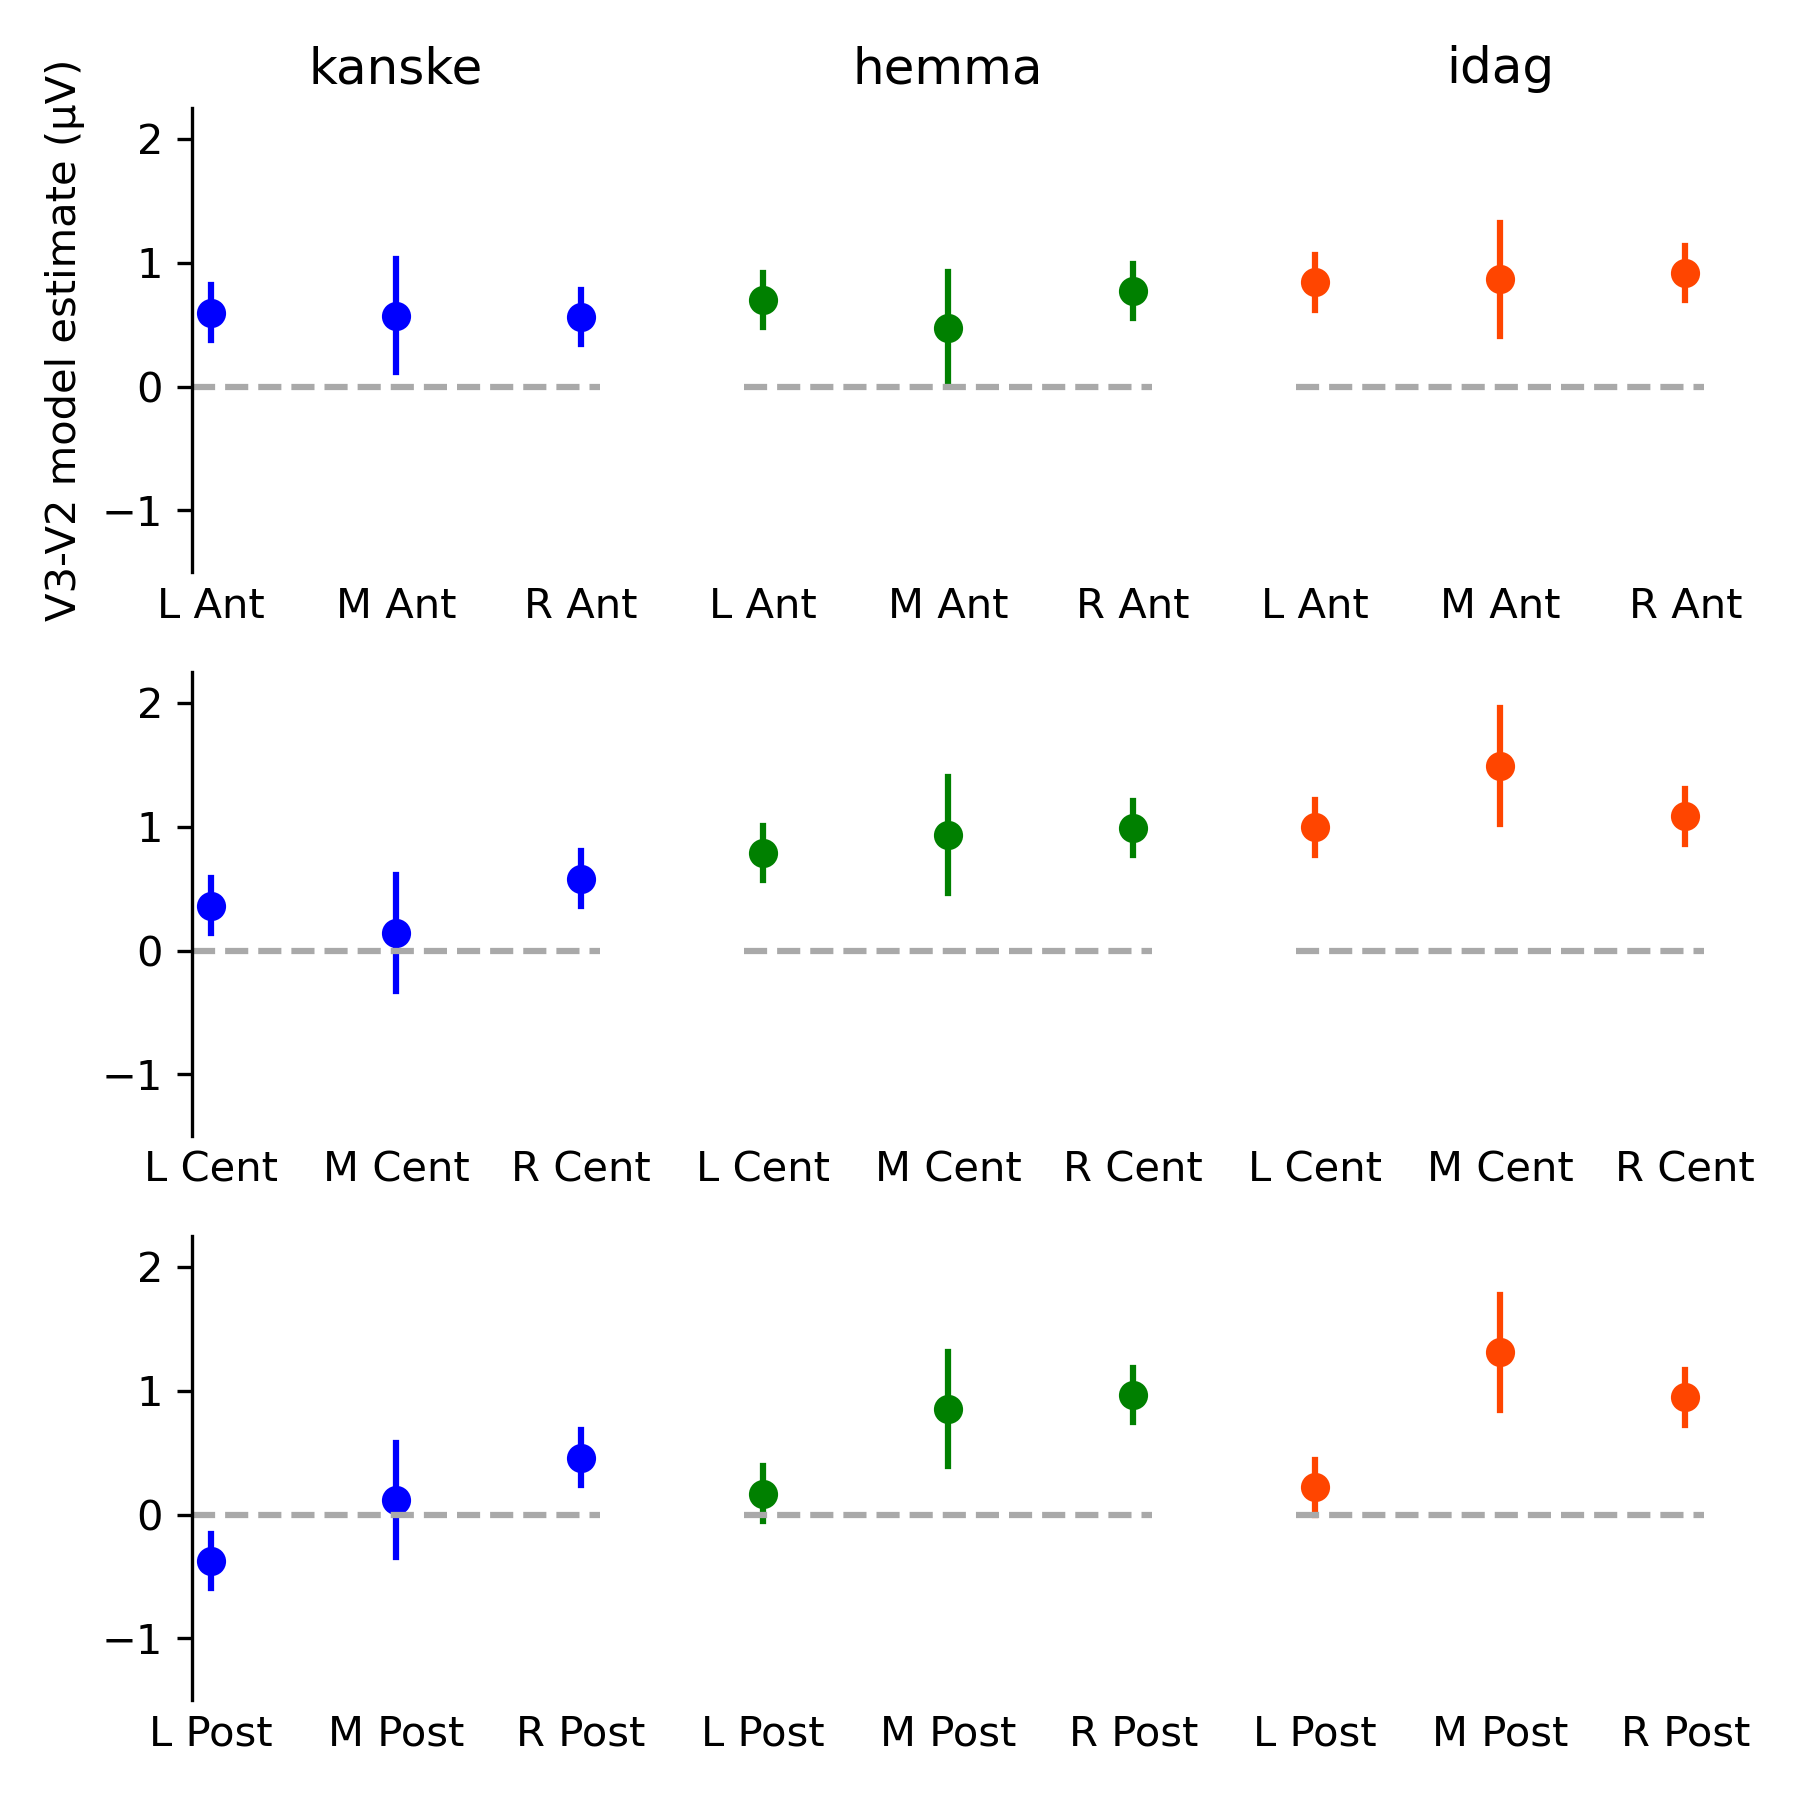 kanske hemma idag
V3-V2 model estimate (µV)
2
1
0
−1
L Ant M Ant R Ant L Ant M Ant R Ant L Ant M Ant R Ant
2
1
0
−1
L Cent M Cent R Cent L Cent M Cent R Cent L Cent M Cent R Cent
2
1
0
−1
L Post M Post R Post L Post M Post R Post L Post M Post R Post